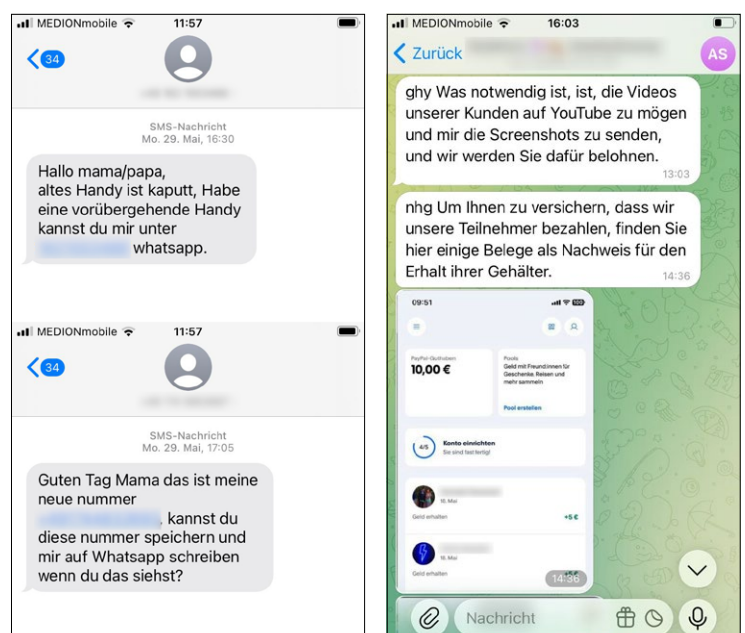 MEDIONmobile 11:57
34
SMS-Nachricht
Mo. 29. Mai, 16:30
Hallo mama/papa,
altes Handy ist kaputt, Habe
eine vorübergehende Handy
kannst du mir unter
whatsapp.
MEDIONmobile 11:57
34
SMS-Nachricht
Mo. 29. Mai, 17:05
Guten Tag Mama das ist meine
neue nummer
, kannst du
diese nummer speichern und
mir auf Whatsapp schreiben
wenn du das siehst?
MEDIONmobile 16:03
Zurück
AS
ghy Was notwendig ist, ist, die Videos
unserer Kunden auf YouTube zu mögen
und mir die Screenshots zu senden,
und wir werden Sie dafür belohnen.
13:03
nhg Um Ihnen zu versichern, dass wir
unsere Teilnehmer bezahlen, finden Sie
hier einige Belege als Nachweis für den
Erhalt ihrer Gehälter.
14:36
09:51
100
PayPal-Guthaben
10,00 €
Pools
Geld mit Freund:innen für
Geschenke, Reisen und
mehr sammeln
Pool erstellen
4/5
Konto einrichten
Sie sind fast fertig!
16. Mai
Geld erhalten +5 €
16. Mai
Geld erhalten +5 €
14:36
Nachricht